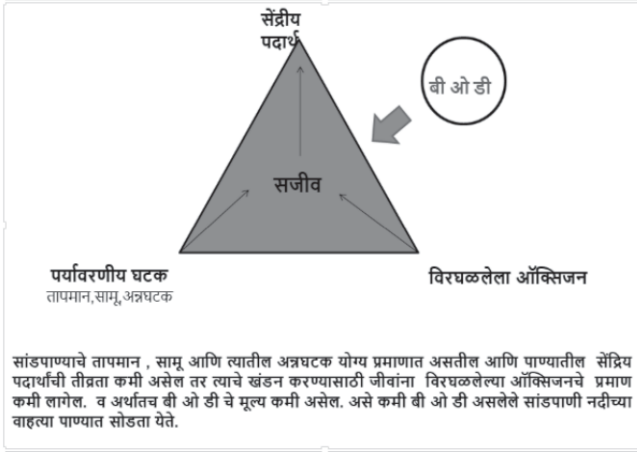 सेंद्रीय
पदार्थ
बी ओ डी
सजीव
पर्यावरणीय घटक
तापमान,सामू,अन्नघटक
विरघळलेला ऑक्सिजन
सांडपाण्याचे तापमान , सामू आणि त्यातील अन्नघटक योग्य प्रमाणात असतील आणि पाण्यातील सेंद्रिय
पदार्थांची तीव्रता कमी असेल तर त्याचे खंडन करण्यासाठी जीवांना विरघळलेल्या ऑक्सिजनचे प्रमाण
कमी लागेल. व अर्थातच बी ओ डी चे मूल्य कमी असेल. असे कमी बी ओ डी असलेले सांडपाणी नदीच्या
वाहत्या पाण्यात सोडता येते.